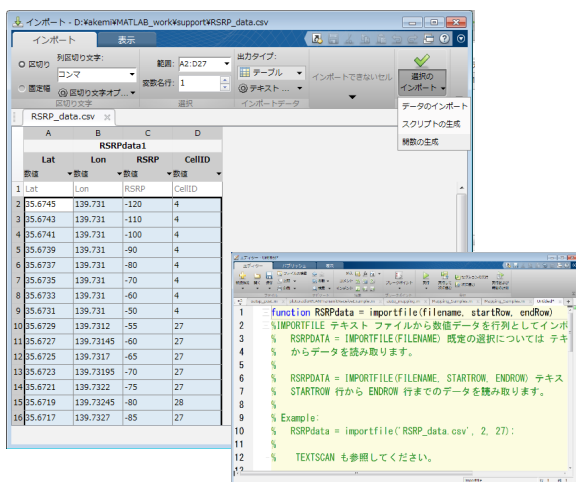 インポート - D:¥akemi¥MATLAB_work¥support¥RSRP_data.csv
インポート 表示
区切り 列区切り文字: 範囲: A2:D27 出力タイプ:
コンマ テーブル インポートできないセル 選択の
固定幅 区切り文字オプ... 変数名行: 1 テキスト ... インポート
区切り文字 選択 インポートデータ
データのインポート
スクリプトの生成
関数の生成
RSRP_data.csv
A B C D
RSRPdata1
Lat Lon RSRP CellID
数値 数値 数値 数値
1 Lat Lon RSRP CellID
2 35.6745 139.731 -120 4
3 35.6743 139.731 -110 4
4 35.6741 139.731 -100 4
5 35.6739 139.731 -90 4
6 35.6737 139.731 -80 4
7 35.6735 139.731 -70 4
8 35.6733 139.731 -60 4
9 35.6731 139.731 -50 4
10 35.6729 139.7312 -55 27
11 35.6727 139.73145 -60 27
12 35.6725 139.7317 -65 27
13 35.6723 139.73195 -70 27
14 35.6721 139.7322 -75 27
15 35.6719 139.73245 -80 28
16 35.6717 139.7327 -85 27
1 function RSRPdata = importfile(filename, startRow, endRow)
2 %IMPORTFILE テキスト ファイルから数値データを行列としてインポ
3 % RSRPDATA = IMPORTFILE(FILENAME) 既定の選択については テキ
4 % からデータを読み取ります。
5 %
6 % RSRPDATA = IMPORTFILE(FILENAME, STARTROW, ENDROW) テキス
7 % STARTROW 行から ENDROW 行までのデータを読み取ります。
8 %
9 % Example:
10 % RSRPdata = importfile('RSRP_data.csv', 2, 27);
11 %
12 % TEXTSCAN も参照してください。